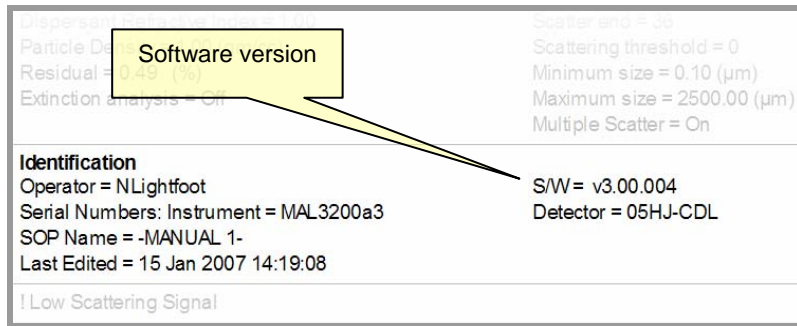 Dispersant Refractive Index = 1.00
Scatter end = 36
Particle Den
Scattering threshold = 0
Residual = 0.49 (%)
Minimum size = 0.10 (µm)
Extinction analysis = Off
Maximum size = 2500.00 (µm)
Multiple Scatter = On
Software version
Identification
Operator = NLightfoot
S/W = v3.00.004
Serial Numbers: Instrument = MAL3200a3
Detector = 05HJ-CDL
SOP Name = -MANUAL 1-
Last Edited = 15 Jan 2007 14:19:08
! Low Scattering Signal